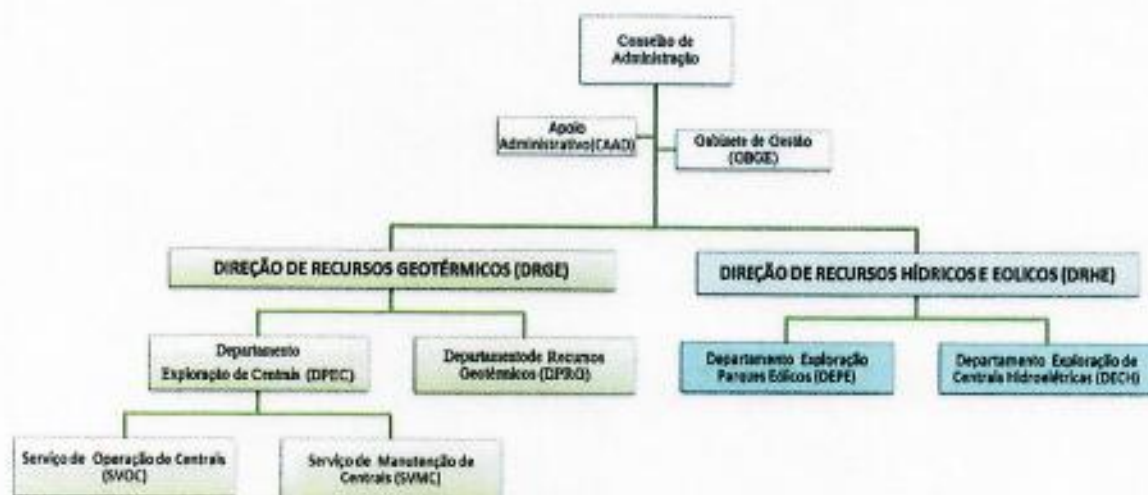 Conselho de
Administração
Apoio
Administrativo(CAAD)
Gabinete de Gestão
(GBGE)
DIREÇÃO DE RECURSOS GEOTÉRMICOS (DRGE)
DIREÇÃO DE RECURSOS HÍDRICOS E EOLICOS (DRHE)
Departamento
Exploração de Centrais (DPEC)
Departamentode Recursos
Geotérmicos (DPRG)
Departamento Exploração
Parques Eólicos (DEPE)
Departamento Exploração de
Centrais Hidroelétricas (DECH)
Serviço de Operação de Centrais
(SVOC)
Serviço de Manutenção de
Centrais (SVMC)